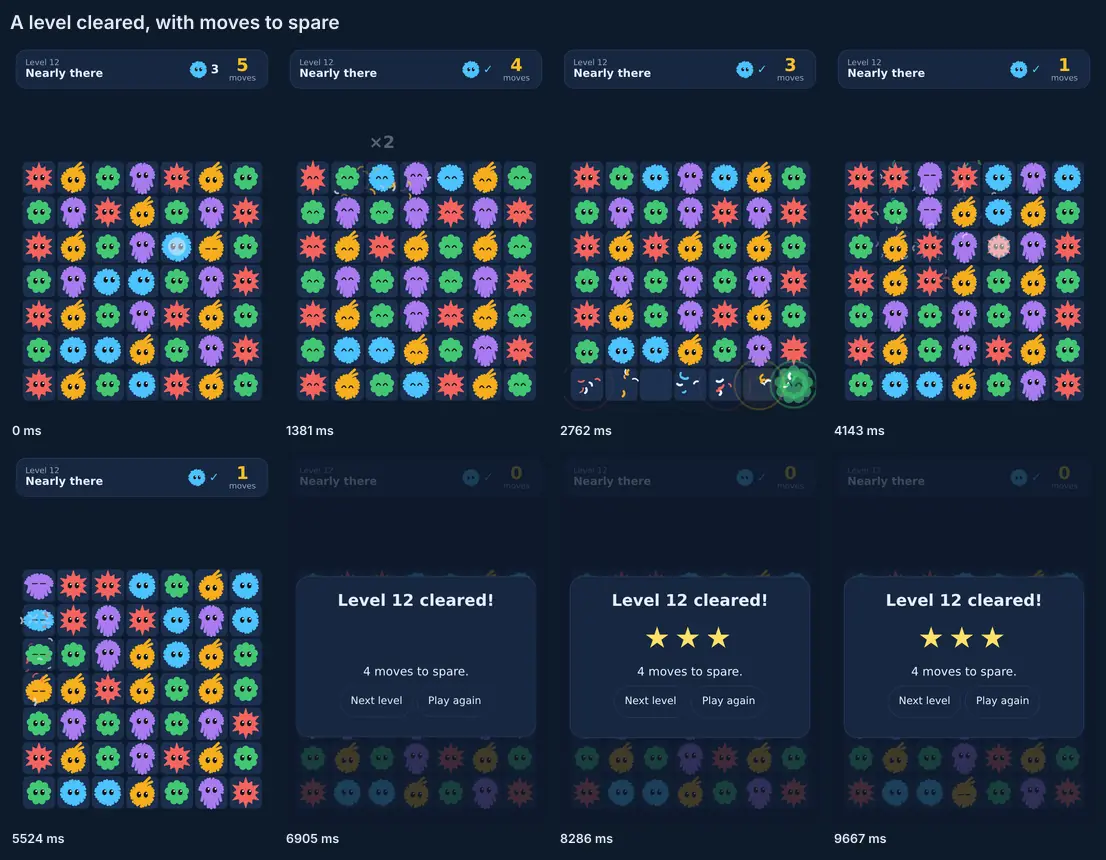 A level cleared, with moves to spare
Level 12
Nearly there
3
5
moves
Level 12
Nearly there
✓
4
moves
Level 12
Nearly there
✓
3
moves
Level 12
Nearly there
✓
1
moves
×2
0 ms
1381 ms
2762 ms
4143 ms
Level 12
Nearly there
✓
1
moves
Level 12
Nearly there
✓
0
moves
Level 12
Nearly there
✓
0
moves
Level 12
Nearly there
✓
0
moves
Level 12 cleared!
4 moves to spare.
Next level
Play again
Level 12 cleared!
★ ★ ★
4 moves to spare.
Next level
Play again
Level 12 cleared!
★ ★ ★
4 moves to spare.
Next level
Play again
5524 ms
6905 ms
8286 ms
9667 ms